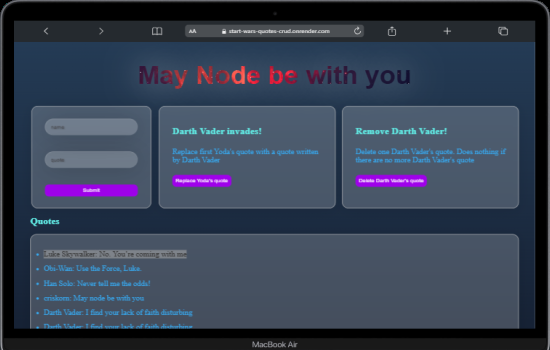 AA start-wars-quotes-crud.onrender.com
May Node be with you
name
quote
Submit
Darth Vader invades!
Replace first Yoda's quote with a quote written
by Darth Vader
Replace Yoda's quote
Remove Darth Vader!
Delete one Darth Vader's quote. Does nothing if
there are no more Darth Vader's quote
Delete Darth Vader's quote
Quotes
Luke Skywalker: No. You're coming with me
Obi-Wan: Use the Force, Luke.
Han Solo: Never tell me the odds!
criskorn: May node be with you
Darth Vader: I find your lack of faith disturbing
Darth Vader: I find your lack of faith disturbing
MacBook Air